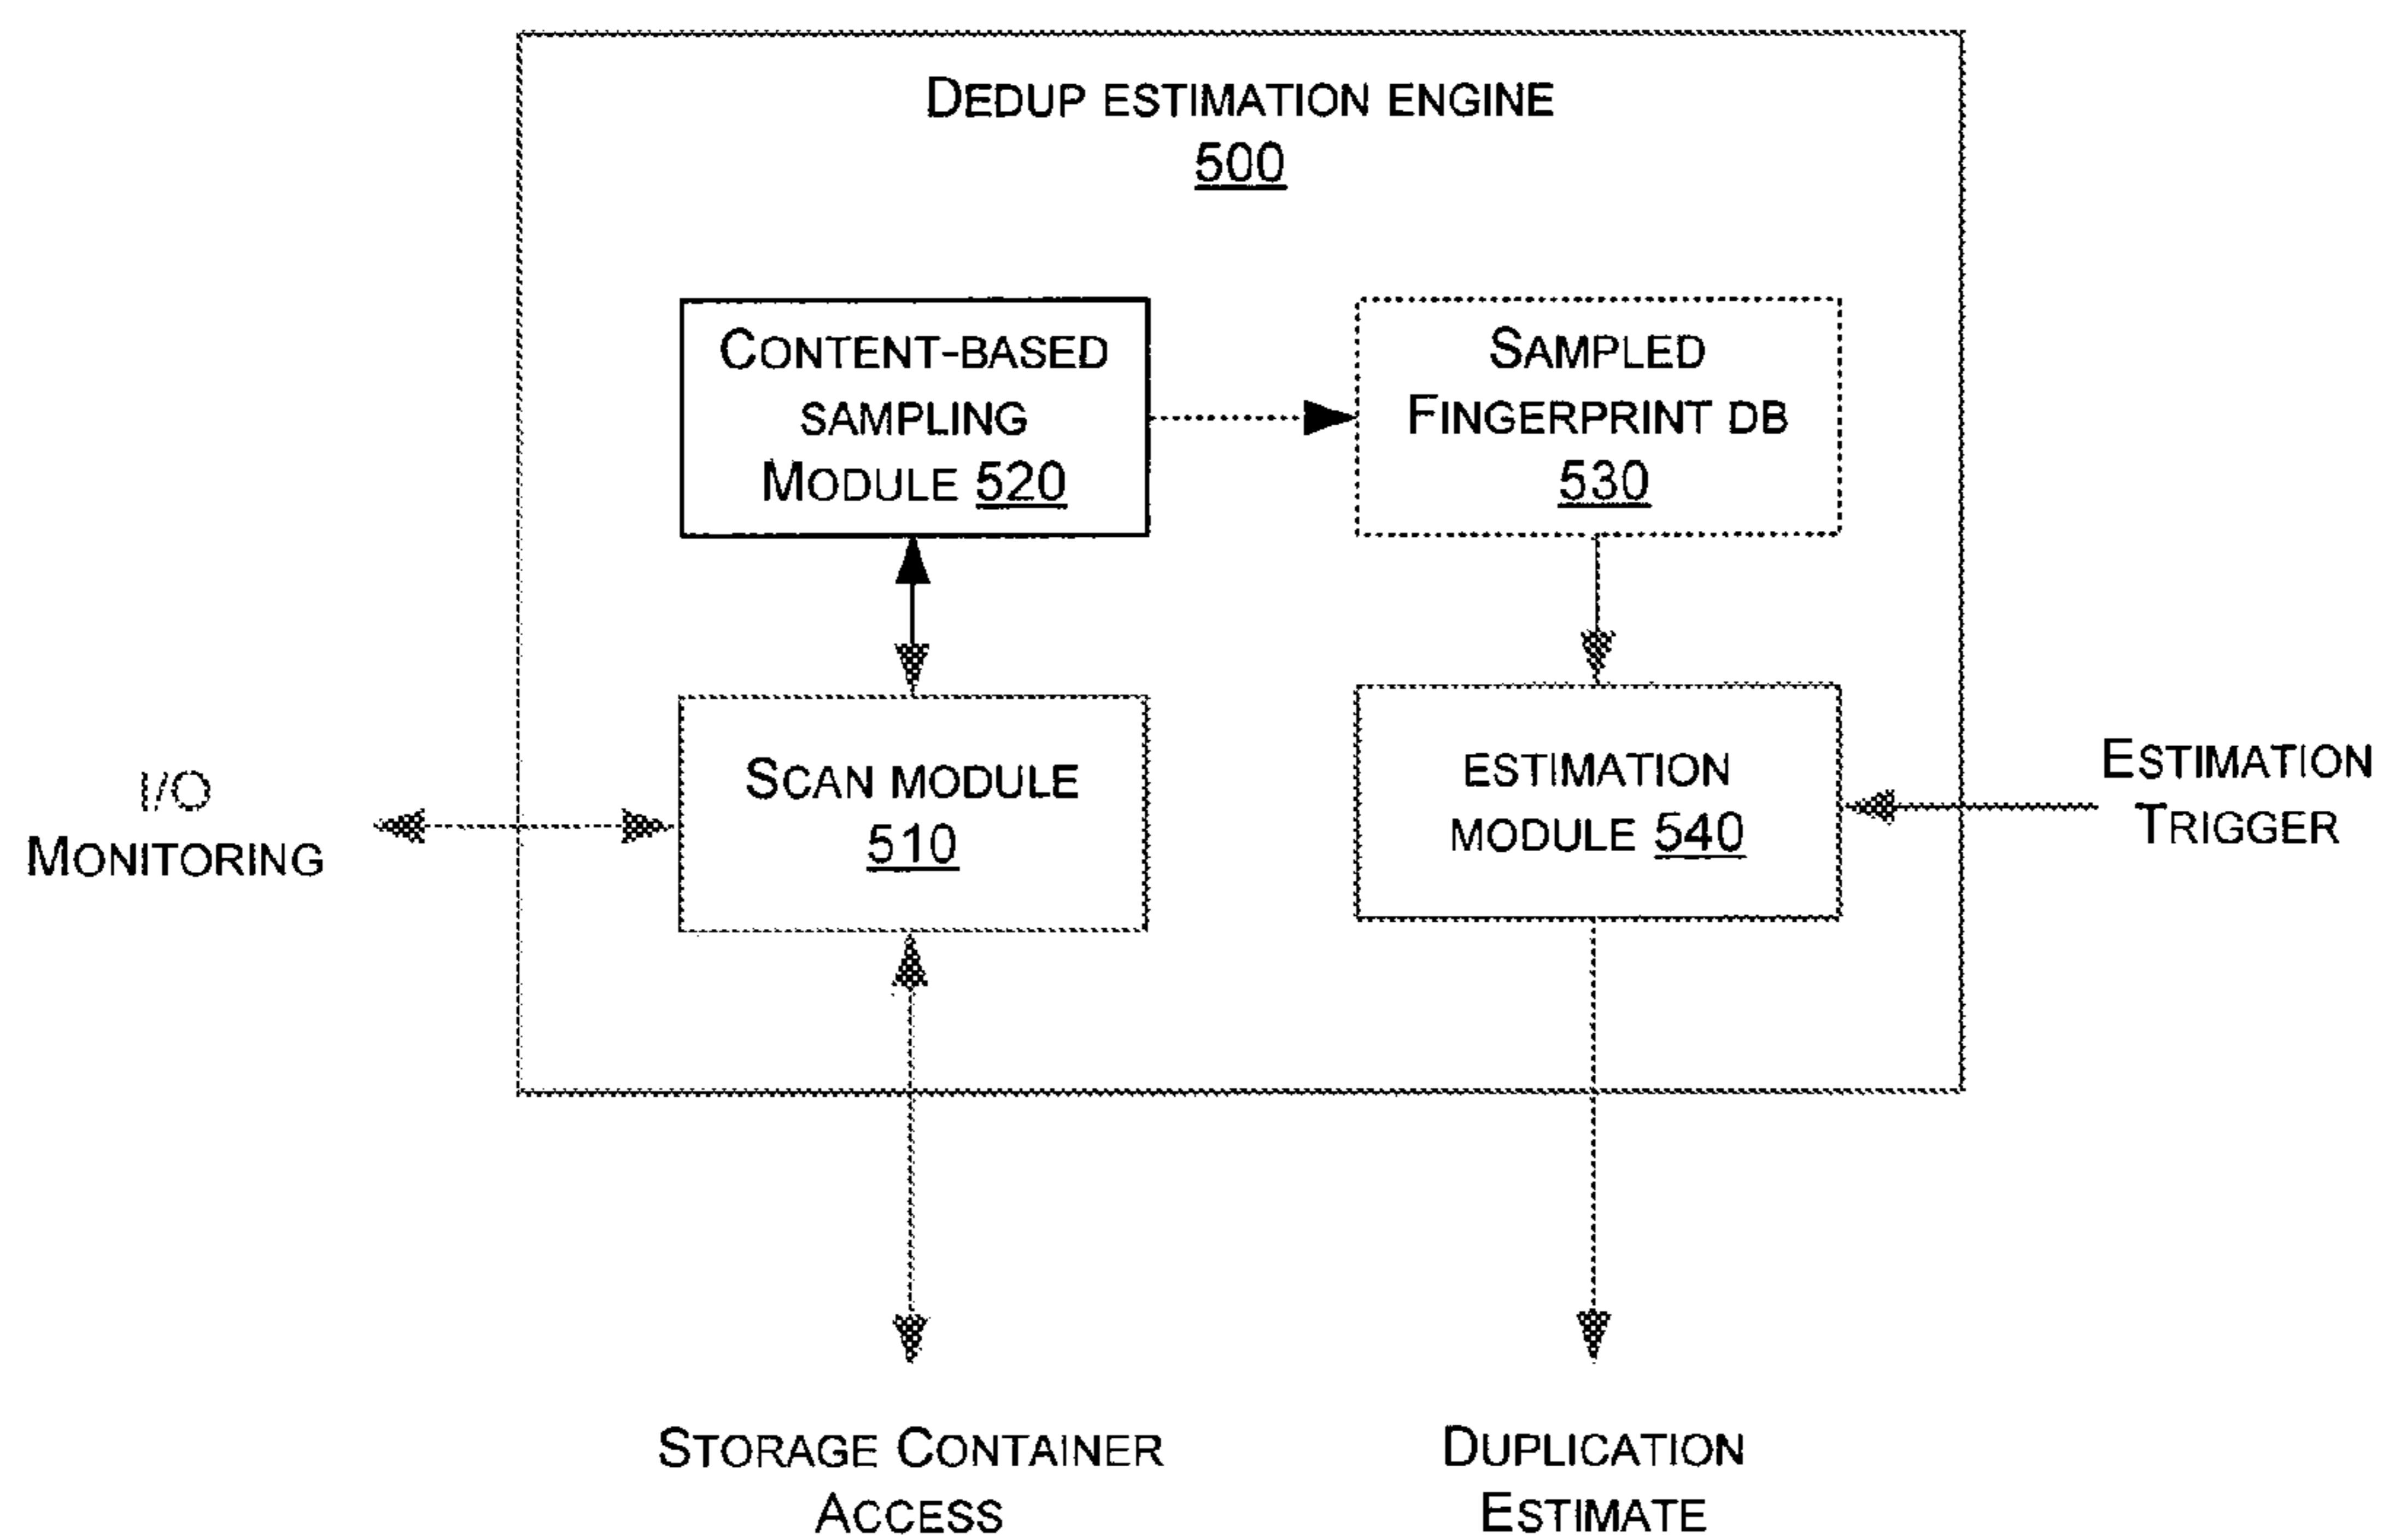 DEDUP ESTIMATION ENGINE
500
CONTENT-BASED
SAMPLING
MODULE 520
SAMPLED
FINGERPRINT DB
530
SCAN MODULE
510
ESTIMATION
MODULE 540
I/O
MONITORING
ESTIMATION
TRIGGER
STORAGE CONTAINER
ACCESS
DUPLICATION
ESTIMATE